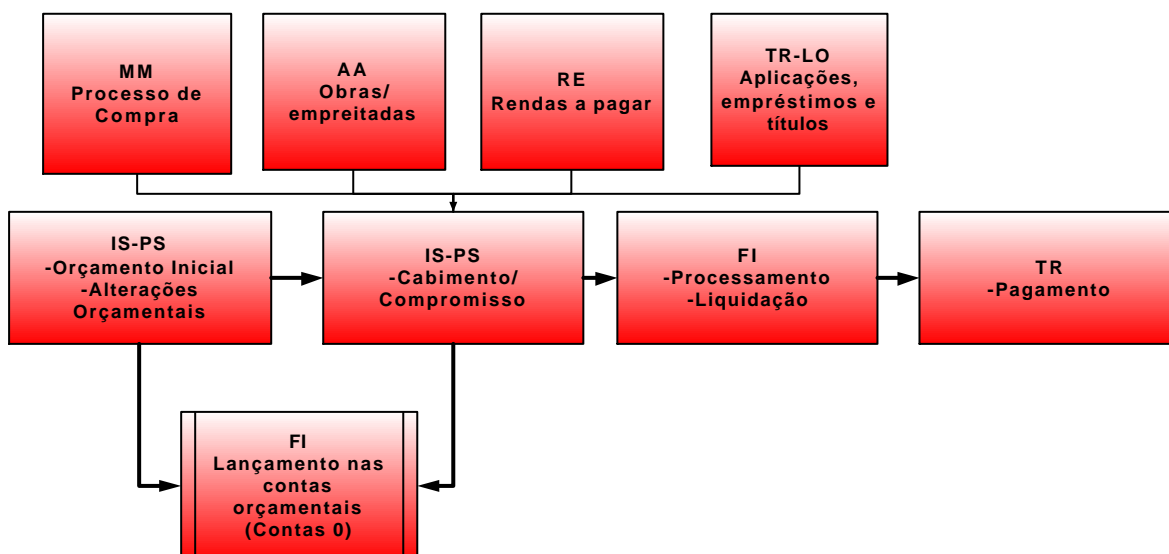 MM
Processo de
Compra
AA
Obras/
empreitadas
RE
Rendas a pagar
TR-LO
Aplicações,
empréstimos e
títulos
IS-PS
-Orçamento Inicial
-Alterações
Orçamentais
IS-PS
-Cabimento/
Compromisso
FI
-Processamento
-Liquidação
TR
-Pagamento
FI
Lançamento nas
contas
orçamentais
(Contas 0)